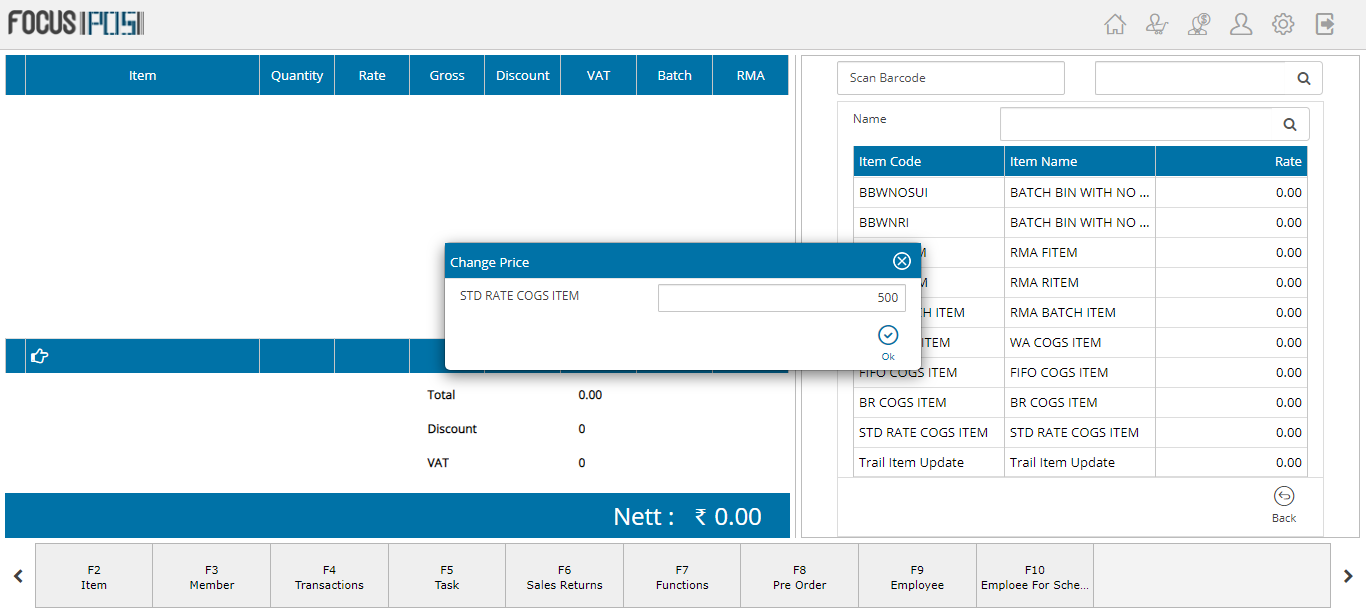 FOCUS POS
Item Quantity Rate Gross Discount VAT Batch RMA
Scan Barcode
Name
Item Code Item Name Rate
BBWNOSUI BATCH BIN WITH NO ... 0.00
BBWNRI BATCH BIN WITH NO ... 0.00
RMA FITEM 0.00
RMA RITEM 0.00
H ITEM RMA BATCH ITEM 0.00
ITEM WA COGS ITEM 0.00
FIFO COGS ITEM FIFO COGS ITEM 0.00
BR COGS ITEM BR COGS ITEM 0.00
STD RATE COGS ITEM STD RATE COGS ITEM 0.00
Trail Item Update Trail Item Update 0.00
Back
Change Price
STD RATE COGS ITEM 500
Ok
Total 0.00
Discount 0
VAT 0
Nett : ₹ 0.00
F2
Item
F3
Member
F4
Transactions
F5
Task
F6
Sales Returns
F7
Functions
F8
Pre Order
F9
Employee
F10
Emploee For Sche...